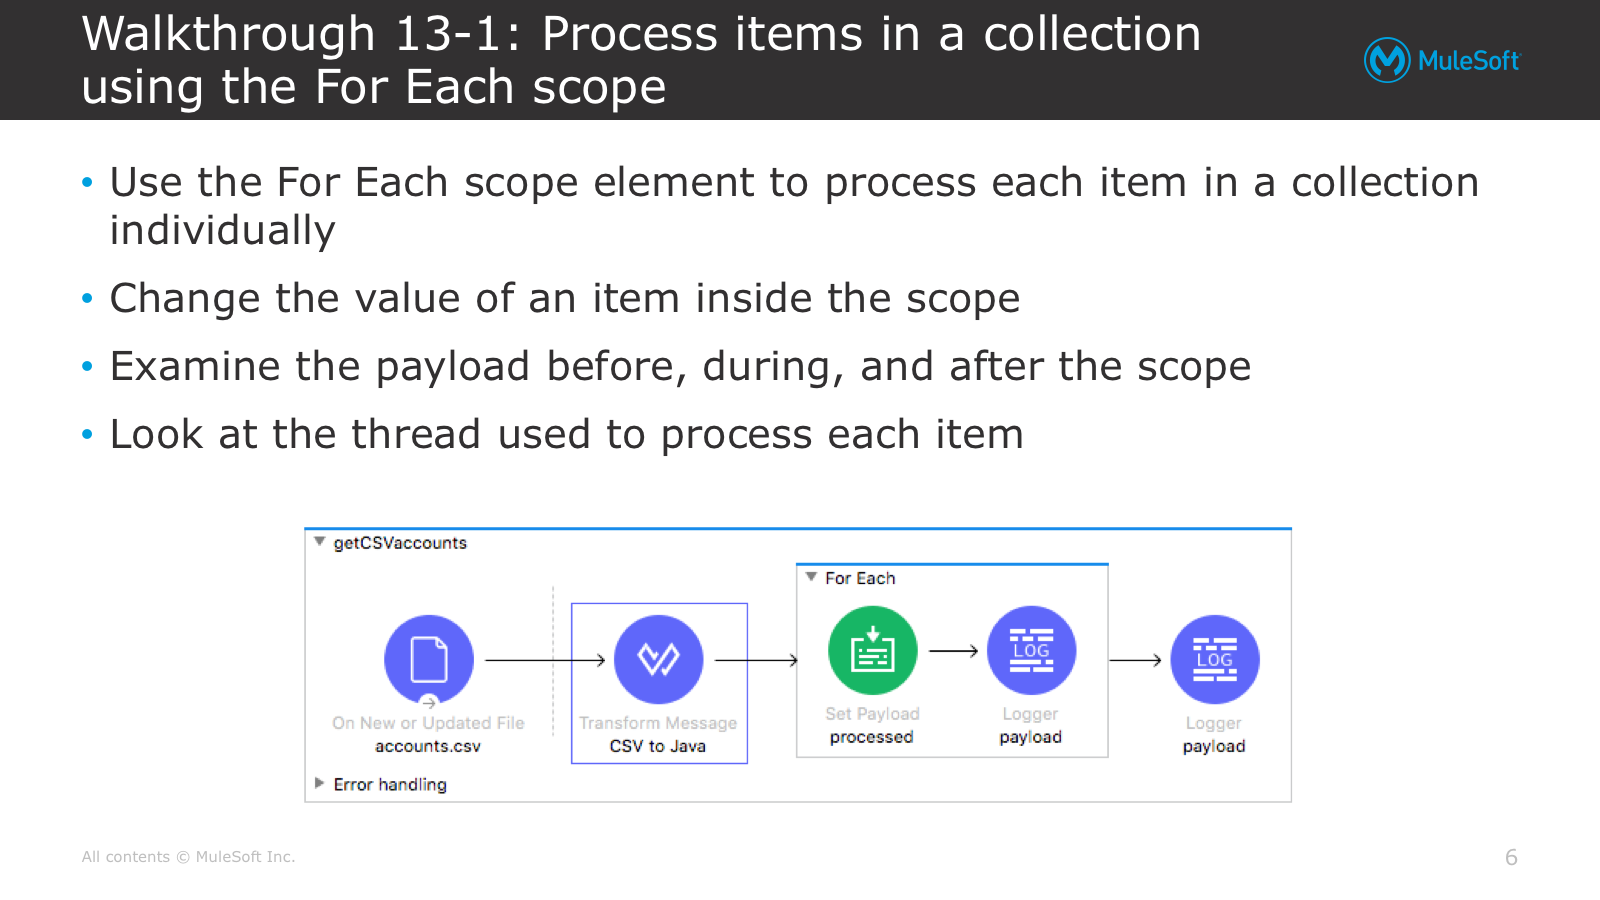 Walkthrough 13-1: Process items in a collection
using the For Each scope
MuleSoft
• Use the For Each scope element to process each item in a collection
individually
• Change the value of an item inside the scope
• Examine the payload before, during, and after the scope
• Look at the thread used to process each item
getCSVaccounts
For Each
LOG
LOG
On New or Updated File
accounts.csv
Transform Message
CSV to Java
Set Payload
processed
Logger
payload
Logger
payload
Error handling
All contents © MuleSoft Inc.
6